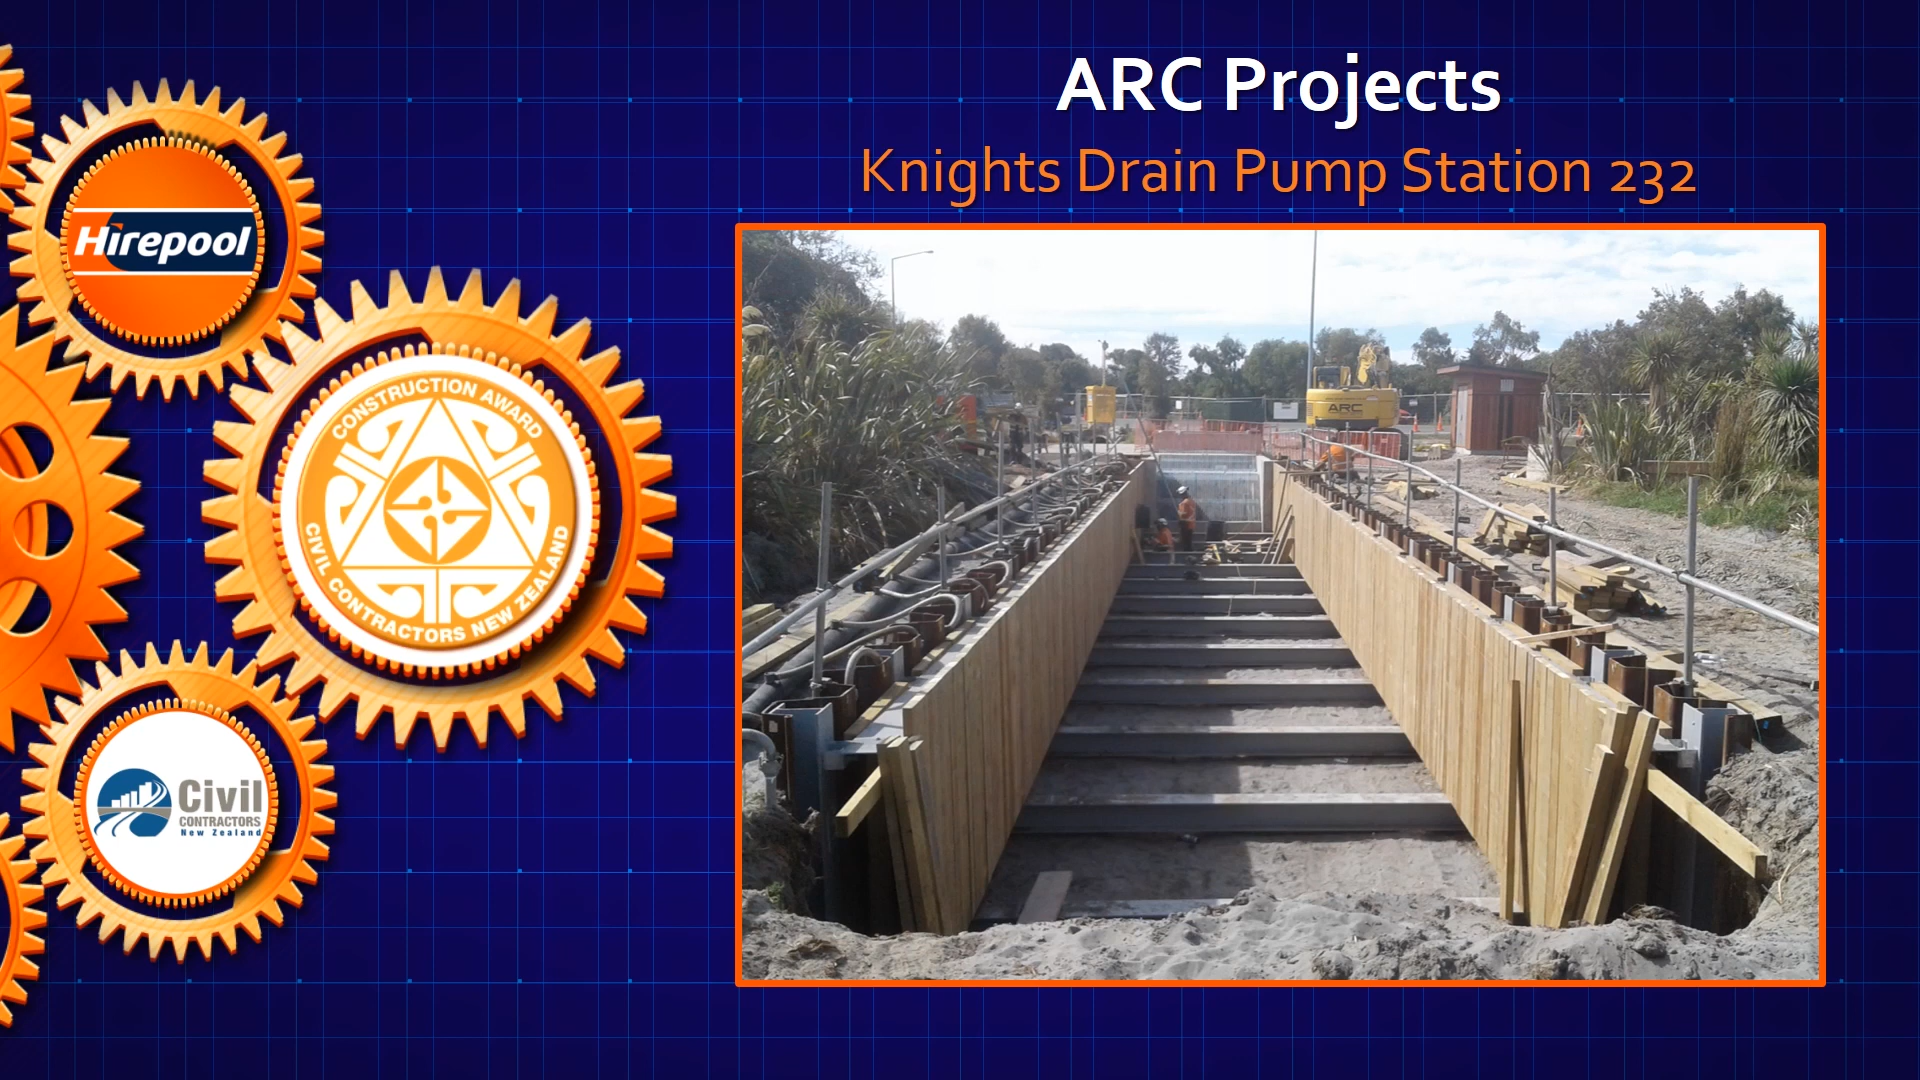 ARC Projects
Knights Drain Pump Station 232
Hirepool
CONSTRUCTION AWARD
CIVIL CONTRACTORS NEW ZEALAND
Civil
CONTRACTORS
New Zealand
ARC